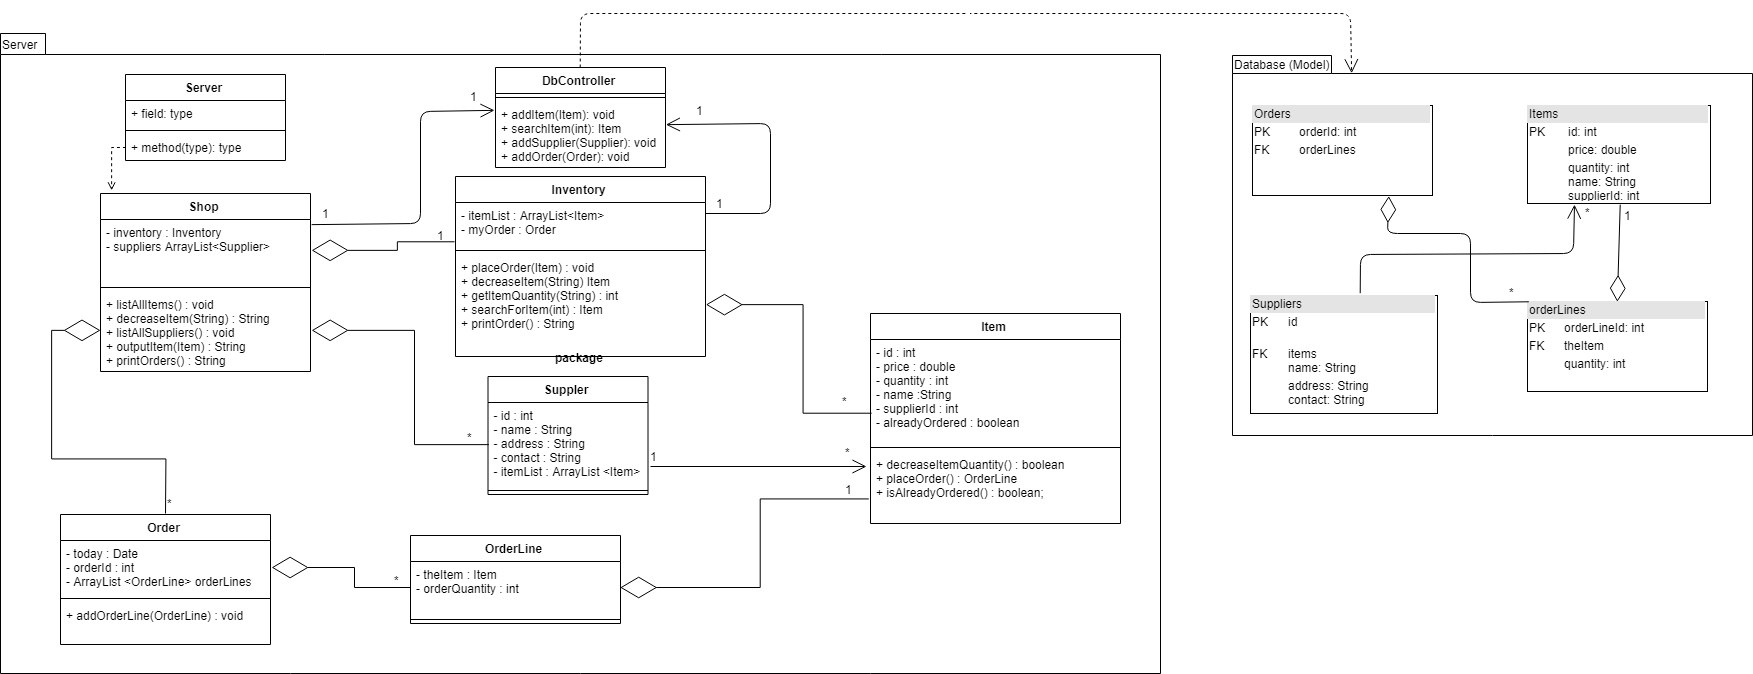 Server
Server
+ field: type
+ method(type): type
1
DbController
+ addItem(Item): void
+ searchItem(int): Item
+ addSupplier(Supplier): void
+ addOrder(Order): void
1
Shop
- inventory : Inventory
- suppliers ArrayList<Supplier>
+ listAllItems() : void
+ decreaseItem(String) : String
+ listAllSuppliers() : void
+ outputItem(Item) : String
+ printOrders() : String
1
1
Inventory
- itemList : ArrayList<Item>
- myOrder : Order
+ placeOrder(Item) : void
+ decreaseItem(String) Item
+ getItemQuantity(String) : int
+ searchForItem(int) : Item
+ printOrder() : String
1
package
Suppler
- id : int
- name : String
- address : String
- contact : String
- itemList : ArrayList <Item>
*
1
*
*
1
Item
- id : int
- price : double
- quantity : int
- name :String
- supplierId : int
- alreadyOrdered : boolean
+ decreaseItemQuantity() : boolean
+ placeOrder() : OrderLine
+ isAlreadyOrdered() : boolean;
*
Order
- today : Date
- orderId : int
- ArrayList <OrderLine> orderLines
+ addOrderLine(OrderLine) : void
*
OrderLine
- theItem : Item
- orderQuantity : int
Database (Model)
Orders
PK orderId: int
FK orderLines
Items
PK id: int
price: double
quantity: int
name: String
supplierId: int
*
1
*
Suppliers
PK id
FK items
name: String
address: String
contact: String
orderLines
PK orderLineId: int
FK theItem
quantity: int